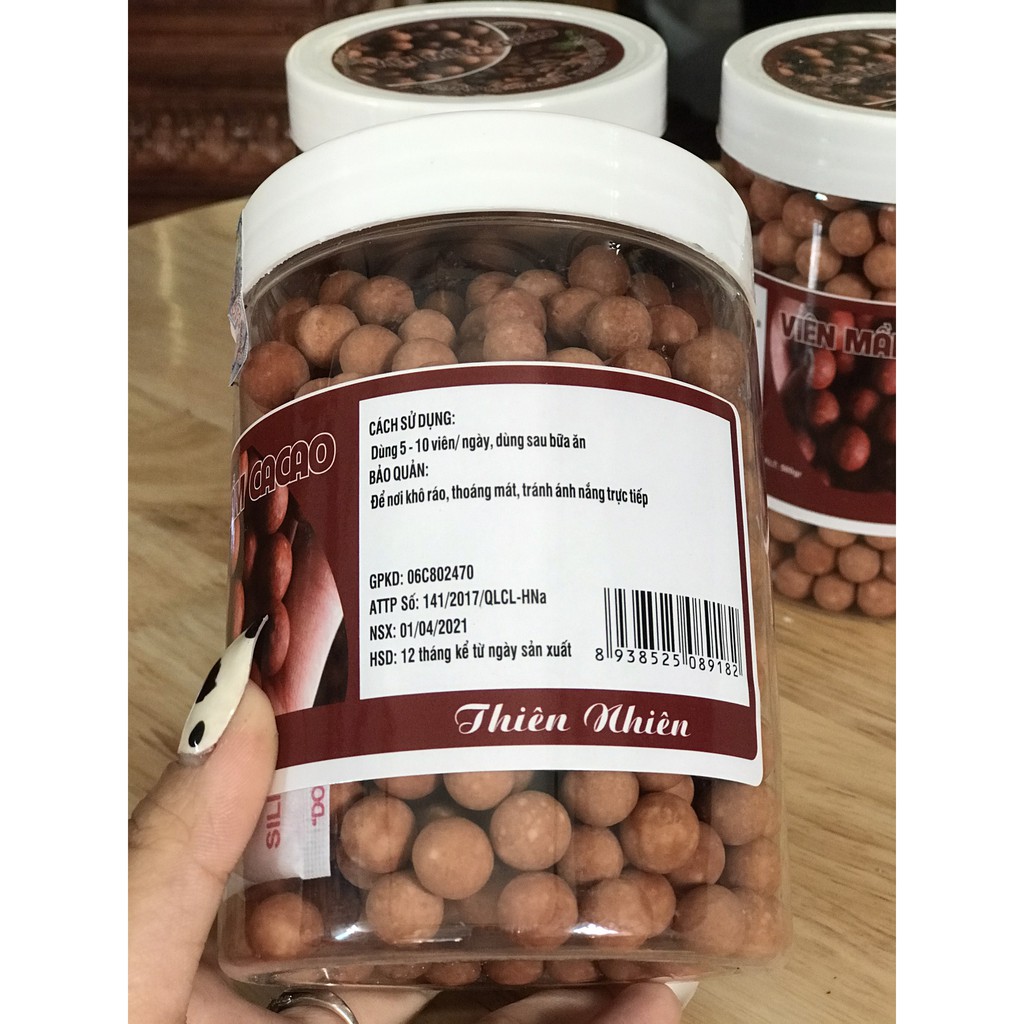 VIÊN MẦ
CACAO
CÁCH SỬ DỤNG:
Dùng 5 - 10 viên/ ngày, dùng sau bữa ăn
BẢO QUẢN:
Để nơi khô ráo, thoáng mát, tránh ánh nắng trực tiếp
GPKD: 06C802470
ATTP Số: 141/2017/QLCL-HNa
NSX: 01/04/2021
HSD: 12 tháng kể từ ngày sản xuất
8 938525 089182
Thiên Nhiên
SILI
"DO